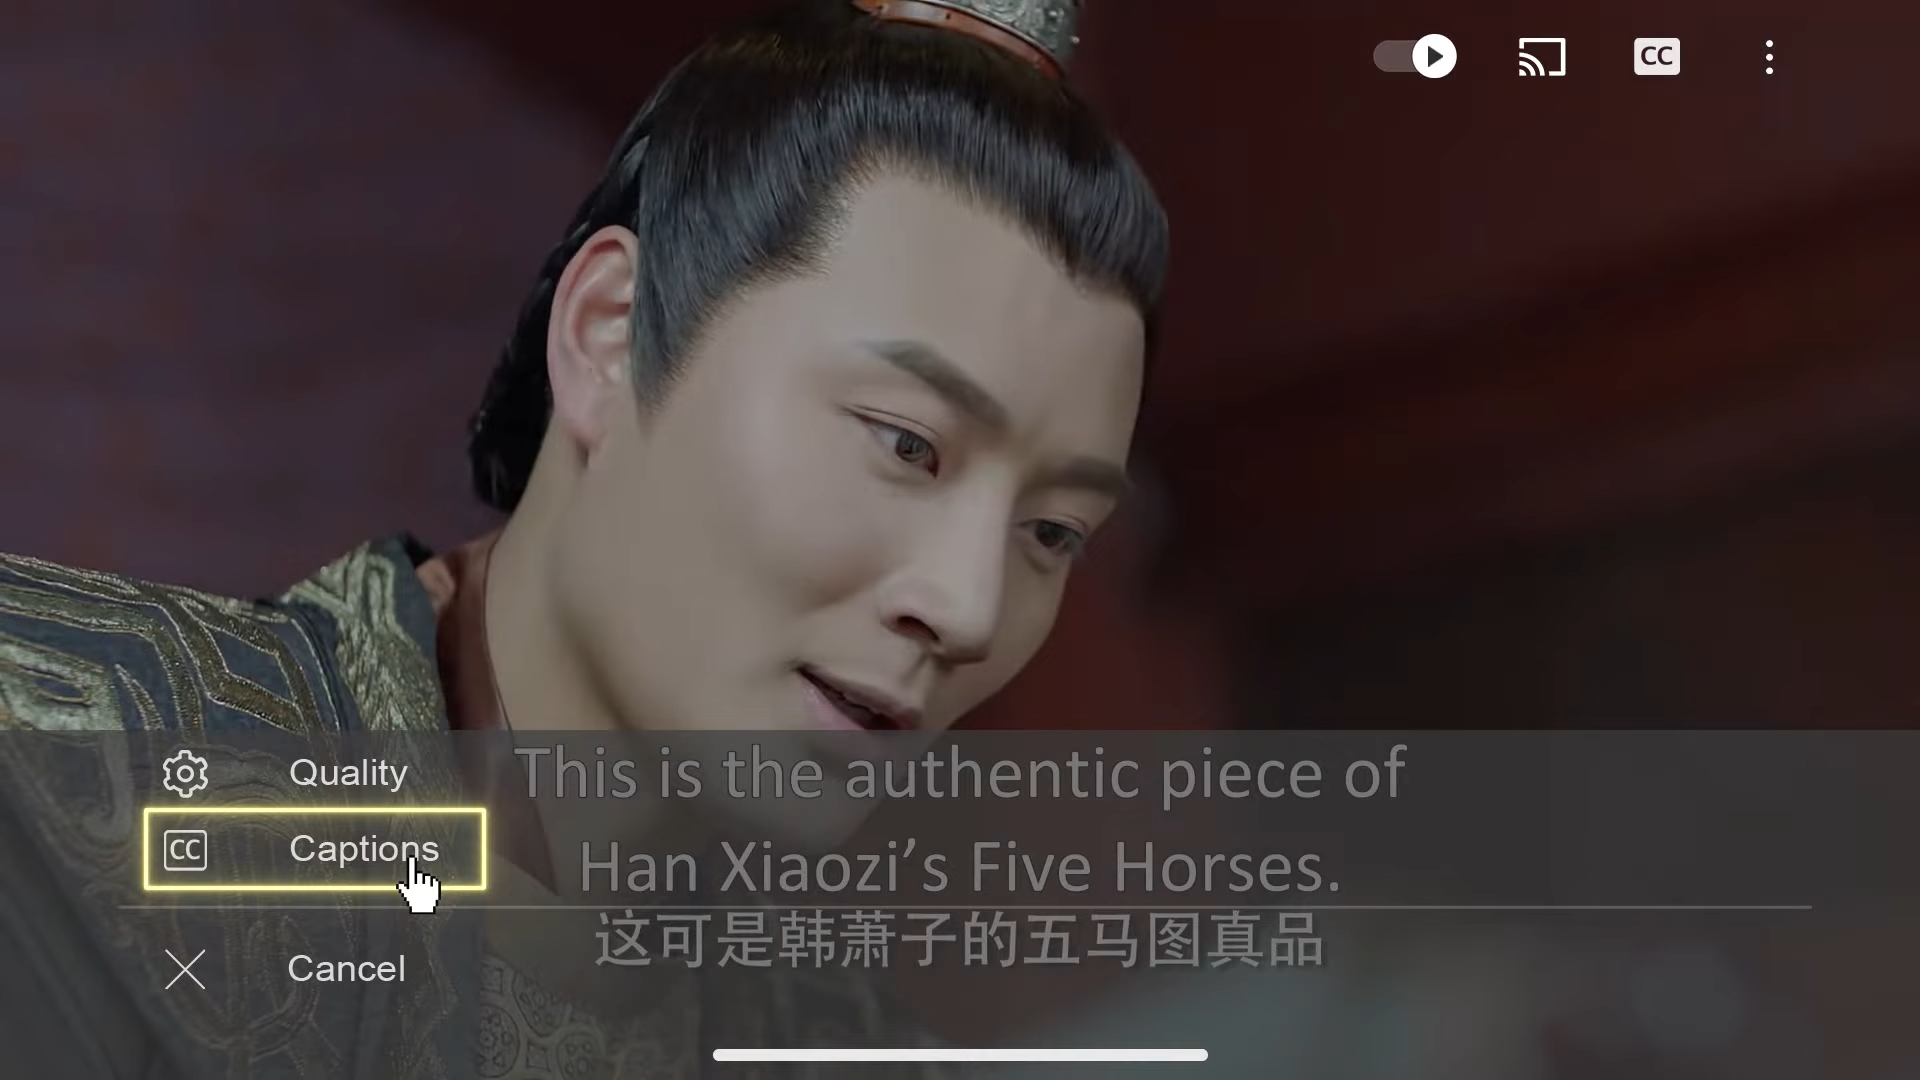 CC
Quality
This is the authentic piece of
CC Captions
Han Xiaozi’s Five Horses.
这可是韩萧子的五马图真品
Cancel